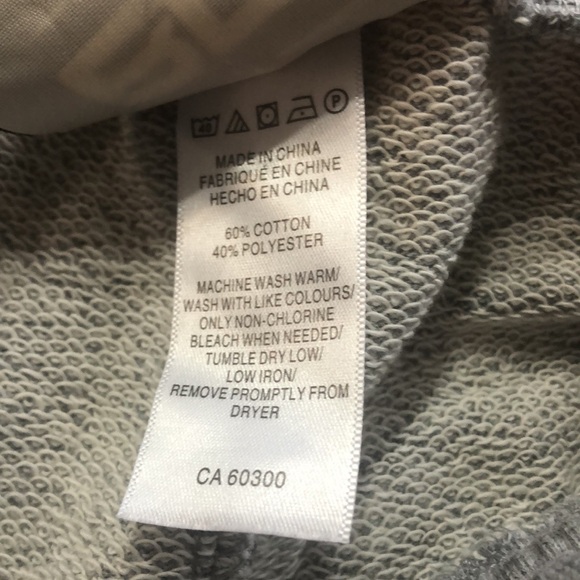 40 P
MADE IN CHINA
FABRIQUÉ EN CHINE
HECHO EN CHINA
60% COTTON
40% POLYESTER
MACHINE WASH WARM/
WASH WITH LIKE COLOURS/
ONLY NON-CHLORINE
BLEACH WHEN NEEDED/
TUMBLE DRY LOW/
LOW IRON/
REMOVE PROMPTLY FROM
DRYER
CA 60300